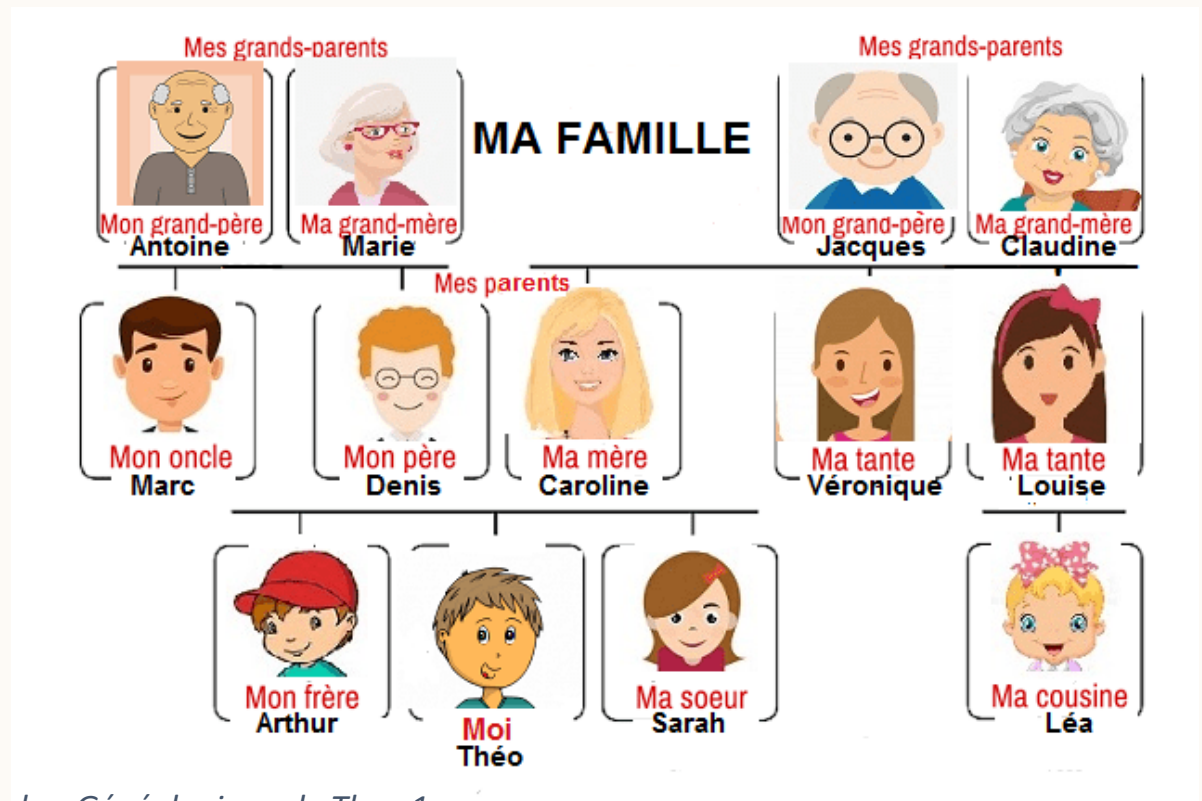 Mes grands-parents
Mes grands-parents
MA FAMILLE
Mon grand-père
Antoine
Ma grand-mère
Marie
Mon grand-père
Jacques
Ma grand-mère
Claudine
Mes parents
Mon oncle
Marc
Mon père
Denis
Ma mère
Caroline
Ma tante
Véronique
Ma tante
Louise
Mon frère
Arthur
Moi
Théo
Ma soeur
Sarah
Ma cousine
Léa